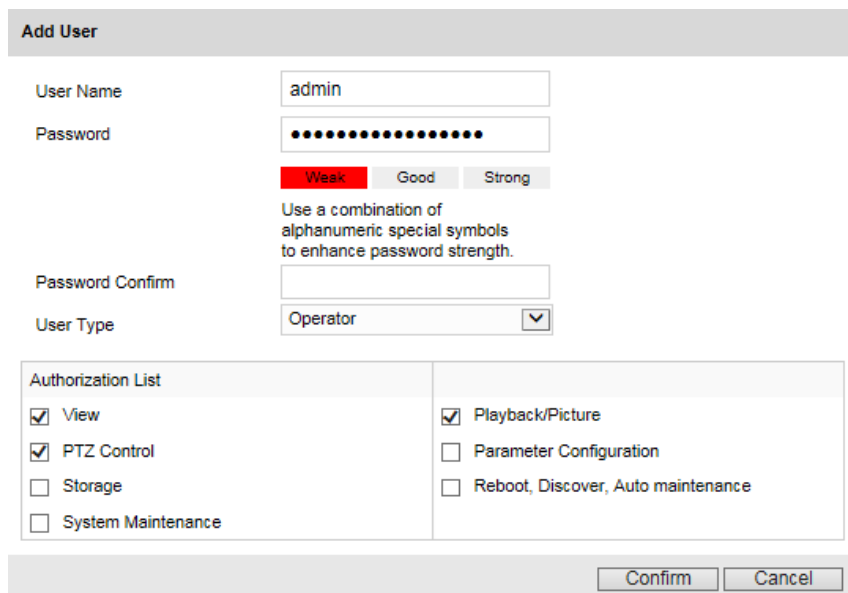 Add User
User Name
admin
Password
•••••••••••••••••
Weak Good Strong
Use a combination of
alphanumeric special symbols
to enhance password strength.
Password Confirm
User Type
Operator
Authorization List
View
Playback/Picture
PTZ Control
Parameter Configuration
Storage
Reboot, Discover, Auto maintenance
System Maintenance
Confirm
Cancel